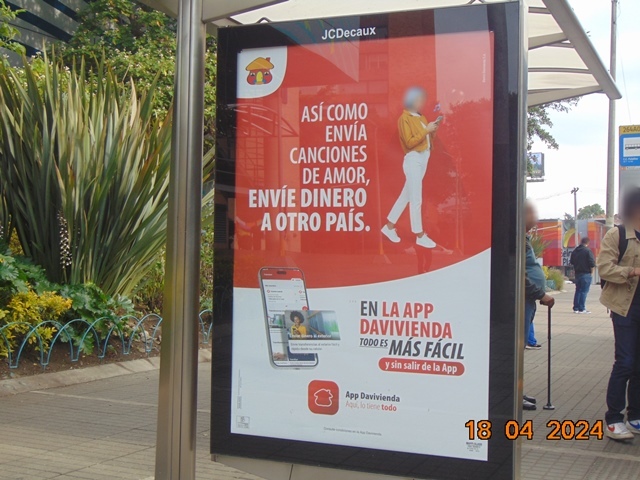 JCDecaux
ASÍ COMO
ENVÍA
CANCIONES
DE AMOR,
ENVÍE DINERO
A OTRO PAÍS.
EN LA APP
DAVIVIENDA
TODO ES MÁS FÁCIL
y sin salir de la App
App Davivienda
Aquí, lo tiene todo
18 04 2024